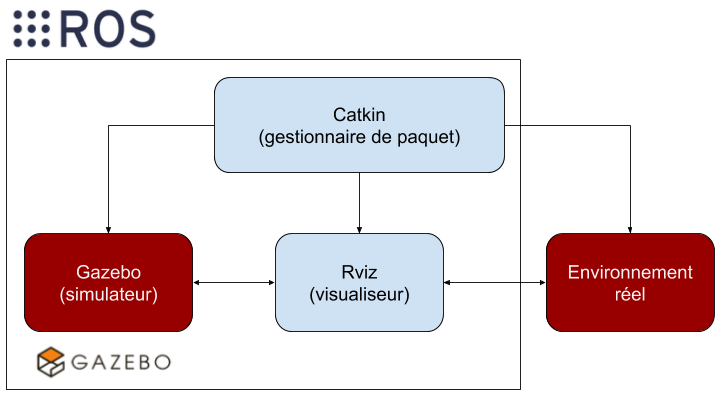 ROS
Catkin
(gestionnaire de paquet)
Gazebo
(simulateur)
Rviz
(visualiseur)
Environnement
réel
GAZEBO